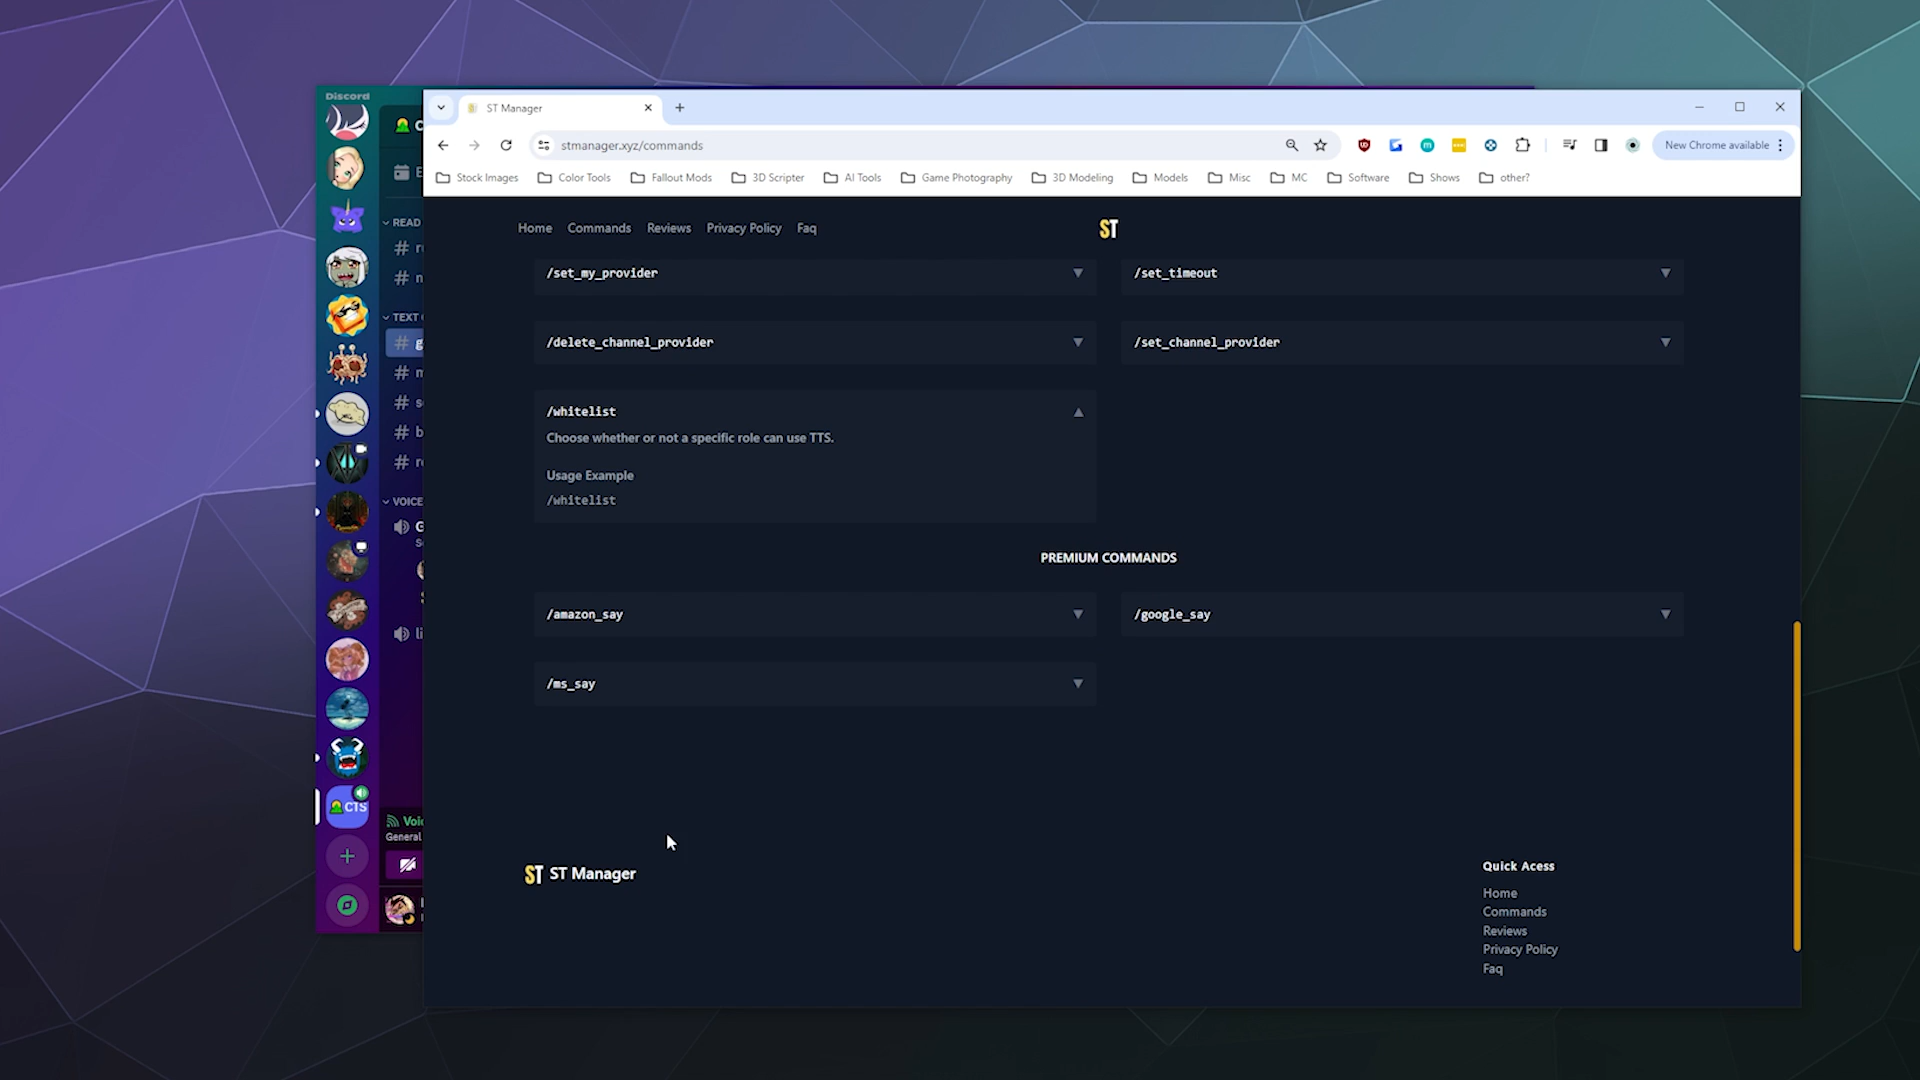 Discord
ST Manager
stmanager.xyz/commands
New Chrome available
Stock Images
Color Tools
Fallout Mods
3D Scripter
AI Tools
Game Photography
3D Modeling
Models
Misc
MC
Software
Shows
other?
Home
Commands
Reviews
Privacy Policy
Faq
ST
READ
TEXT
VOICE
/set_my_provider
/set_timeout
/delete_channel_provider
/set_channel_provider
/whitelist
Choose whether or not a specific role can use TTS.
Usage Example
/whitelist
PREMIUM COMMANDS
/amazon_say
/google_say
/ms_say
CTS
General
ST ST Manager
Quick Acess
Home
Commands
Reviews
Privacy Policy
Faq